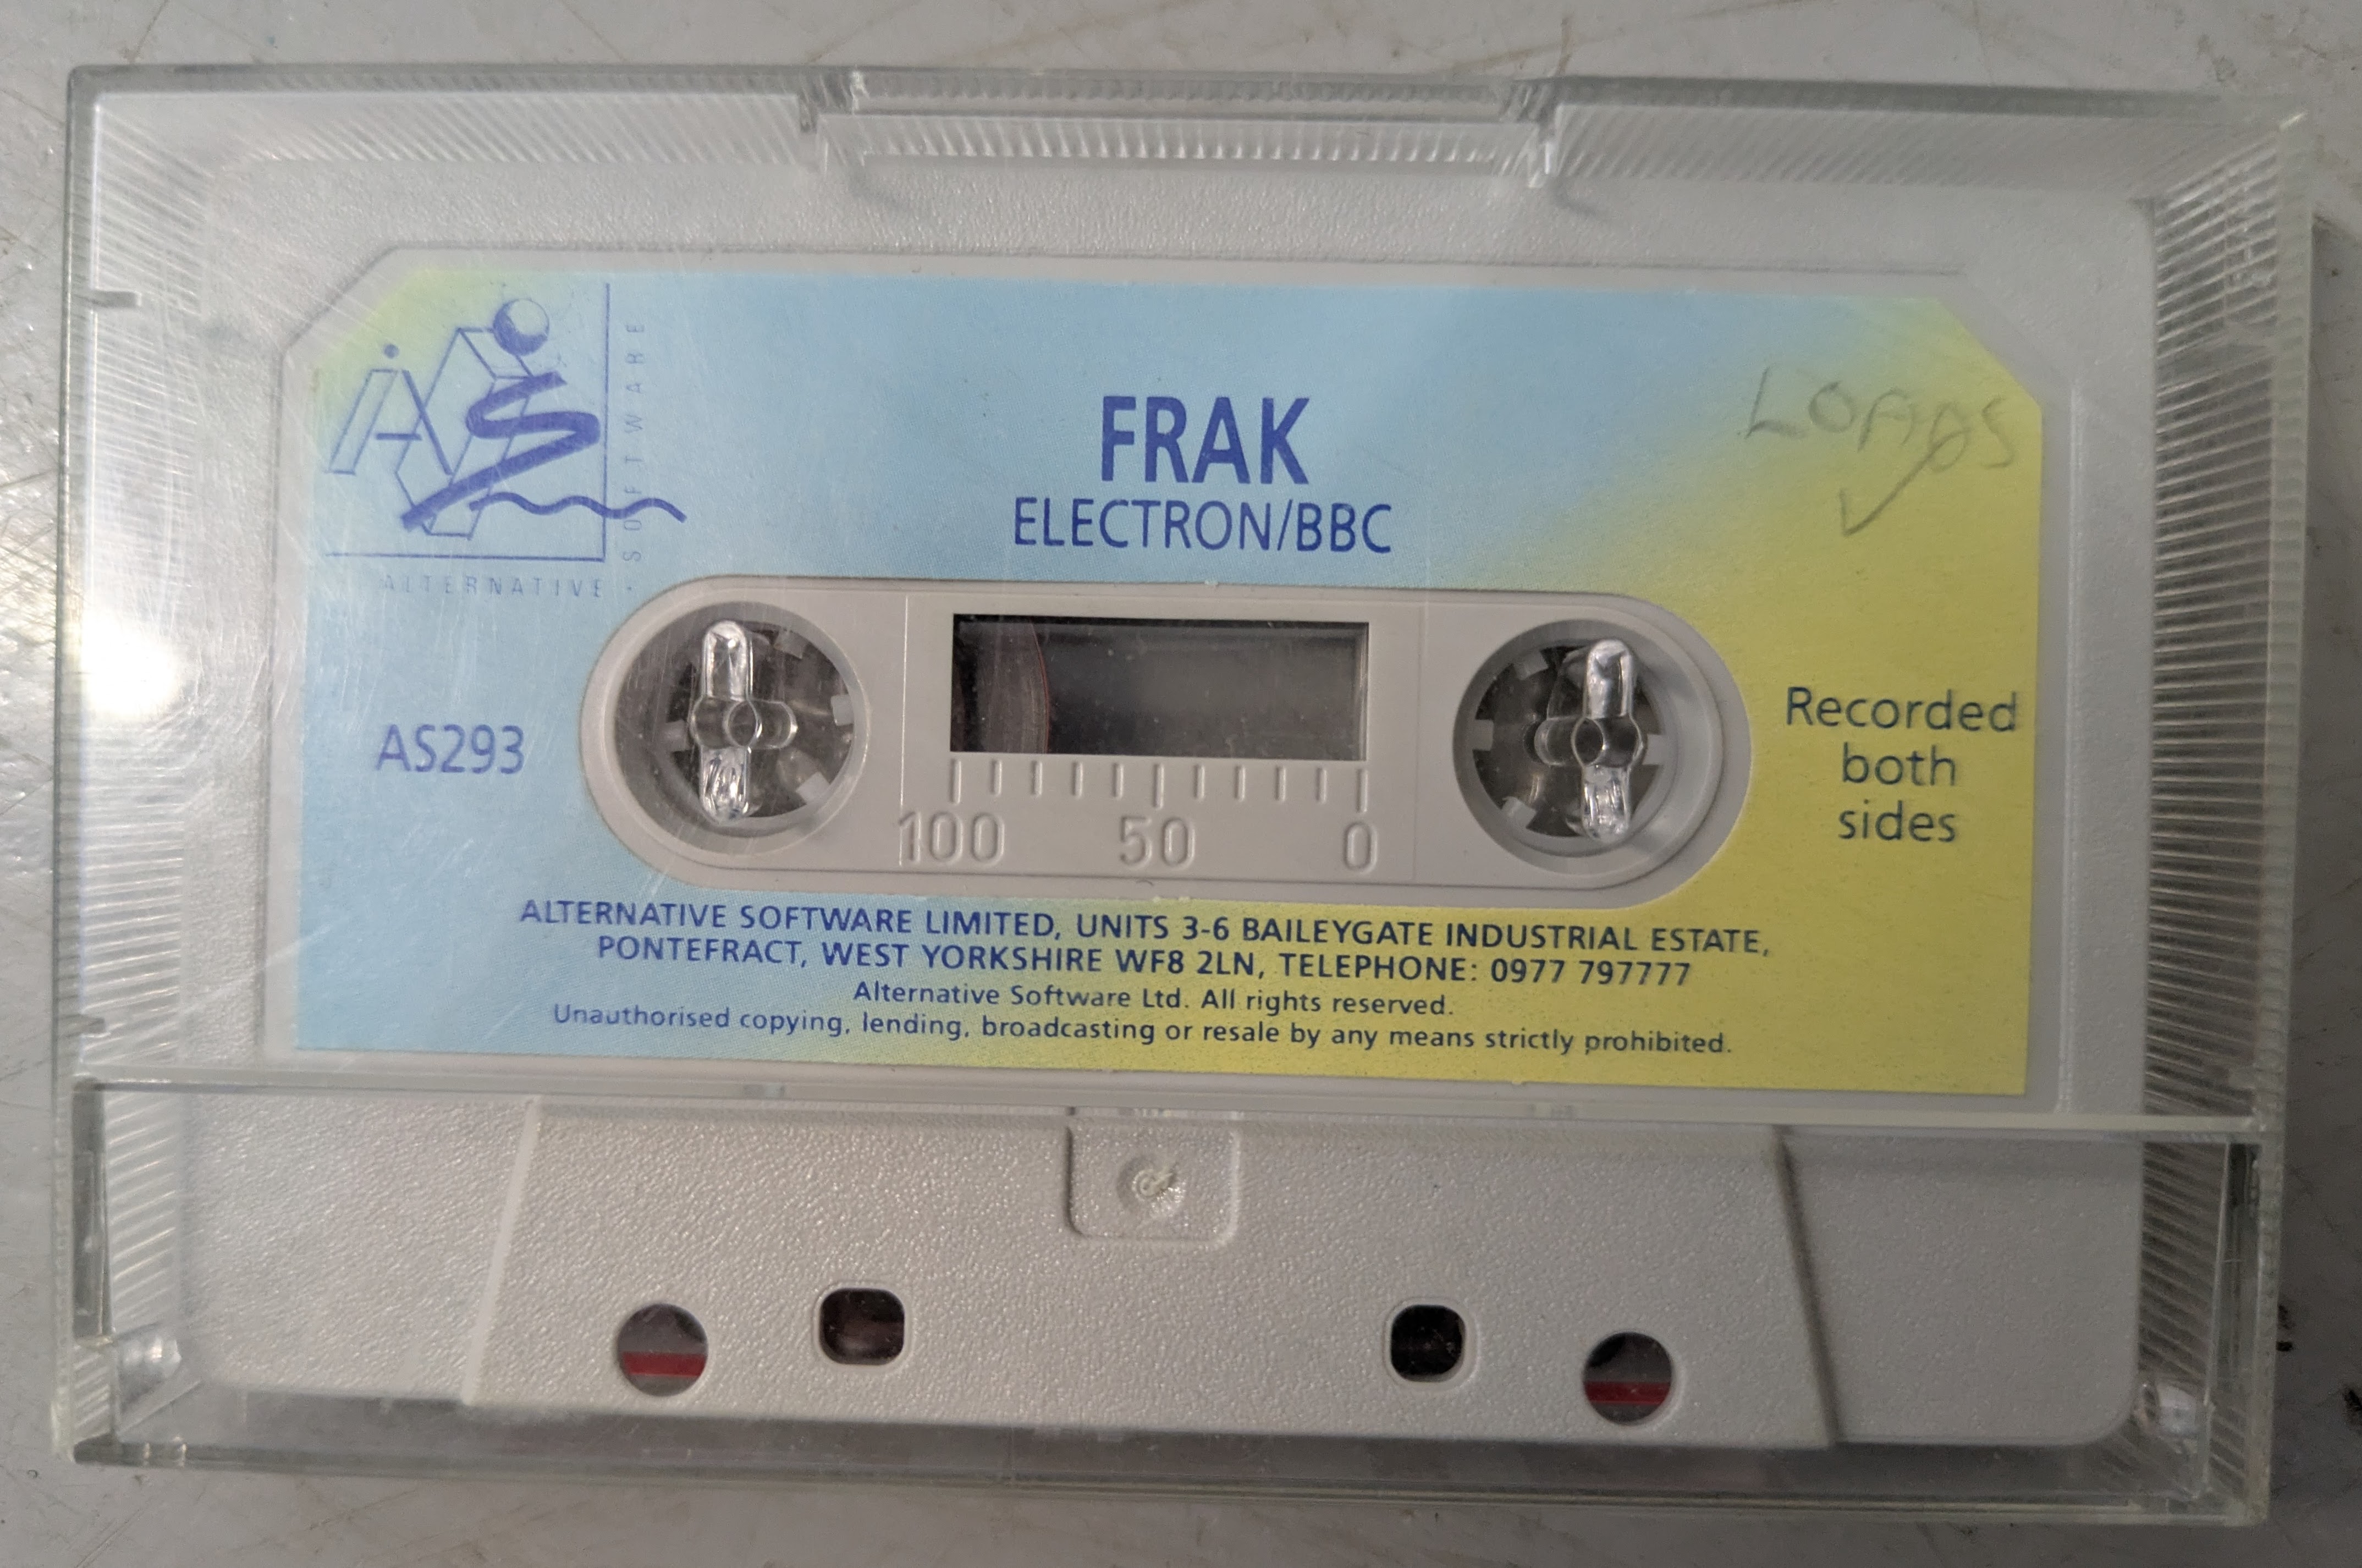 SOFTWARE
ALTERNATIVE
FRAK
ELECTRON/BBC
LOADS
AS293
Recorded
both
sides
100 50 0
ALTERNATIVE SOFTWARE LIMITED, UNITS 3-6 BAILEYGATE INDUSTRIAL ESTATE,
PONTEFRACT, WEST YORKSHIRE WF8 2LN, TELEPHONE: 0977 797777
Alternative Software Ltd. All rights reserved.
Unauthorised copying, lending, broadcasting or resale by any means strictly prohibited.